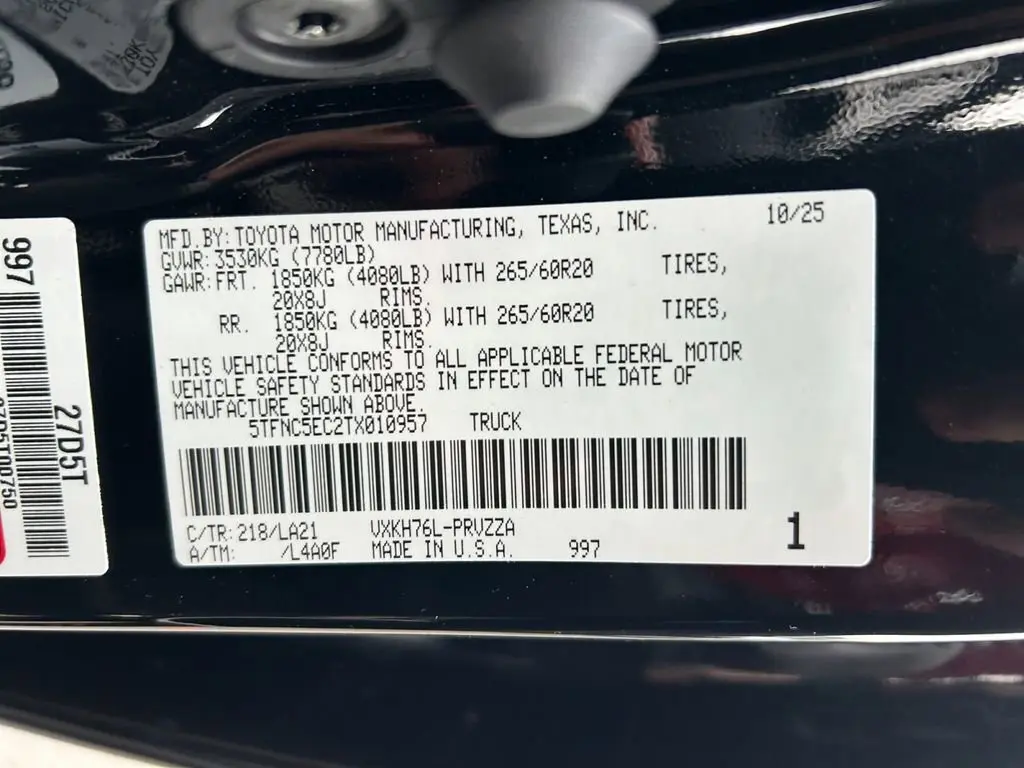 MFD.BY:TOYOTA MOTOR MANUFACTURING, TEXAS, INC. 10/25
GVWR:3530KG (7780LB)
GAWR:FRT. 1850KG (4080LB) WITH 265/60R20 TIRES,
20X8J RIMS.
RR. 1850KG (4080LB) WITH 265/60R20 TIRES,
20X8J RIMS.
THIS VEHICLE CONFORMS TO ALL APPLICABLE FEDERAL MOTOR
VEHICLE SAFETY STANDARDS IN EFFECT ON THE DATE OF
MANUFACTURE SHOWN ABOVE.
5TFNC5EC2TX010957 TRUCK
C/TR:218/LA21 VXKH76L-PRVZZA
A/TM: /L4A0F MADE IN U.S.A. 997
1
997
27D5T